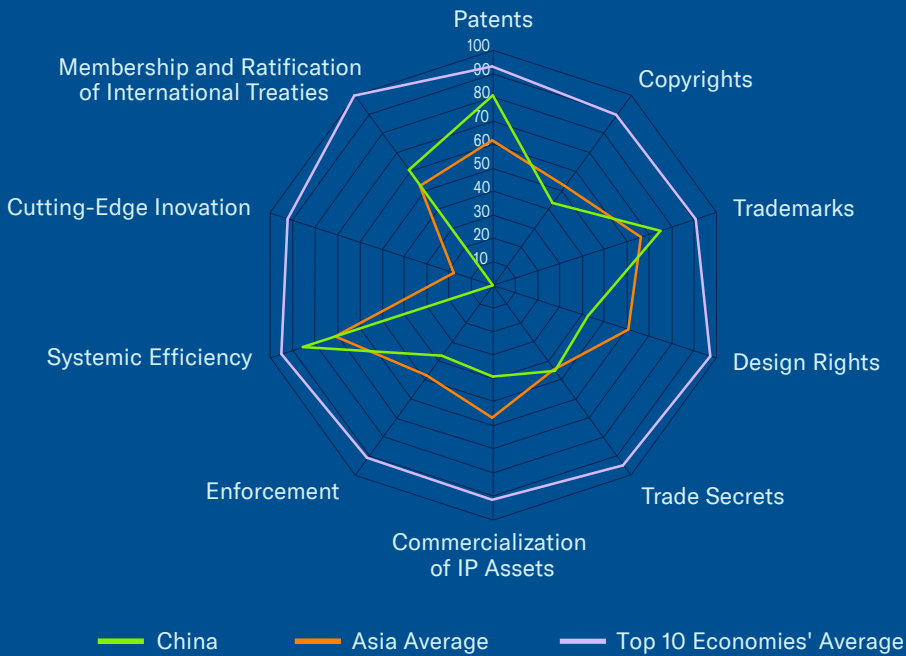 Patents
100
90
80
70
60
50
40
30
20
10
Copyrights
Trademarks
Design Rights
Trade Secrets
Commercialization
of IP Assets
Enforcement
Systemic Efficiency
Cutting-Edge Inovation
Membership and Ratification
of International Treaties
China
Asia Average
Top 10 Economies' Average